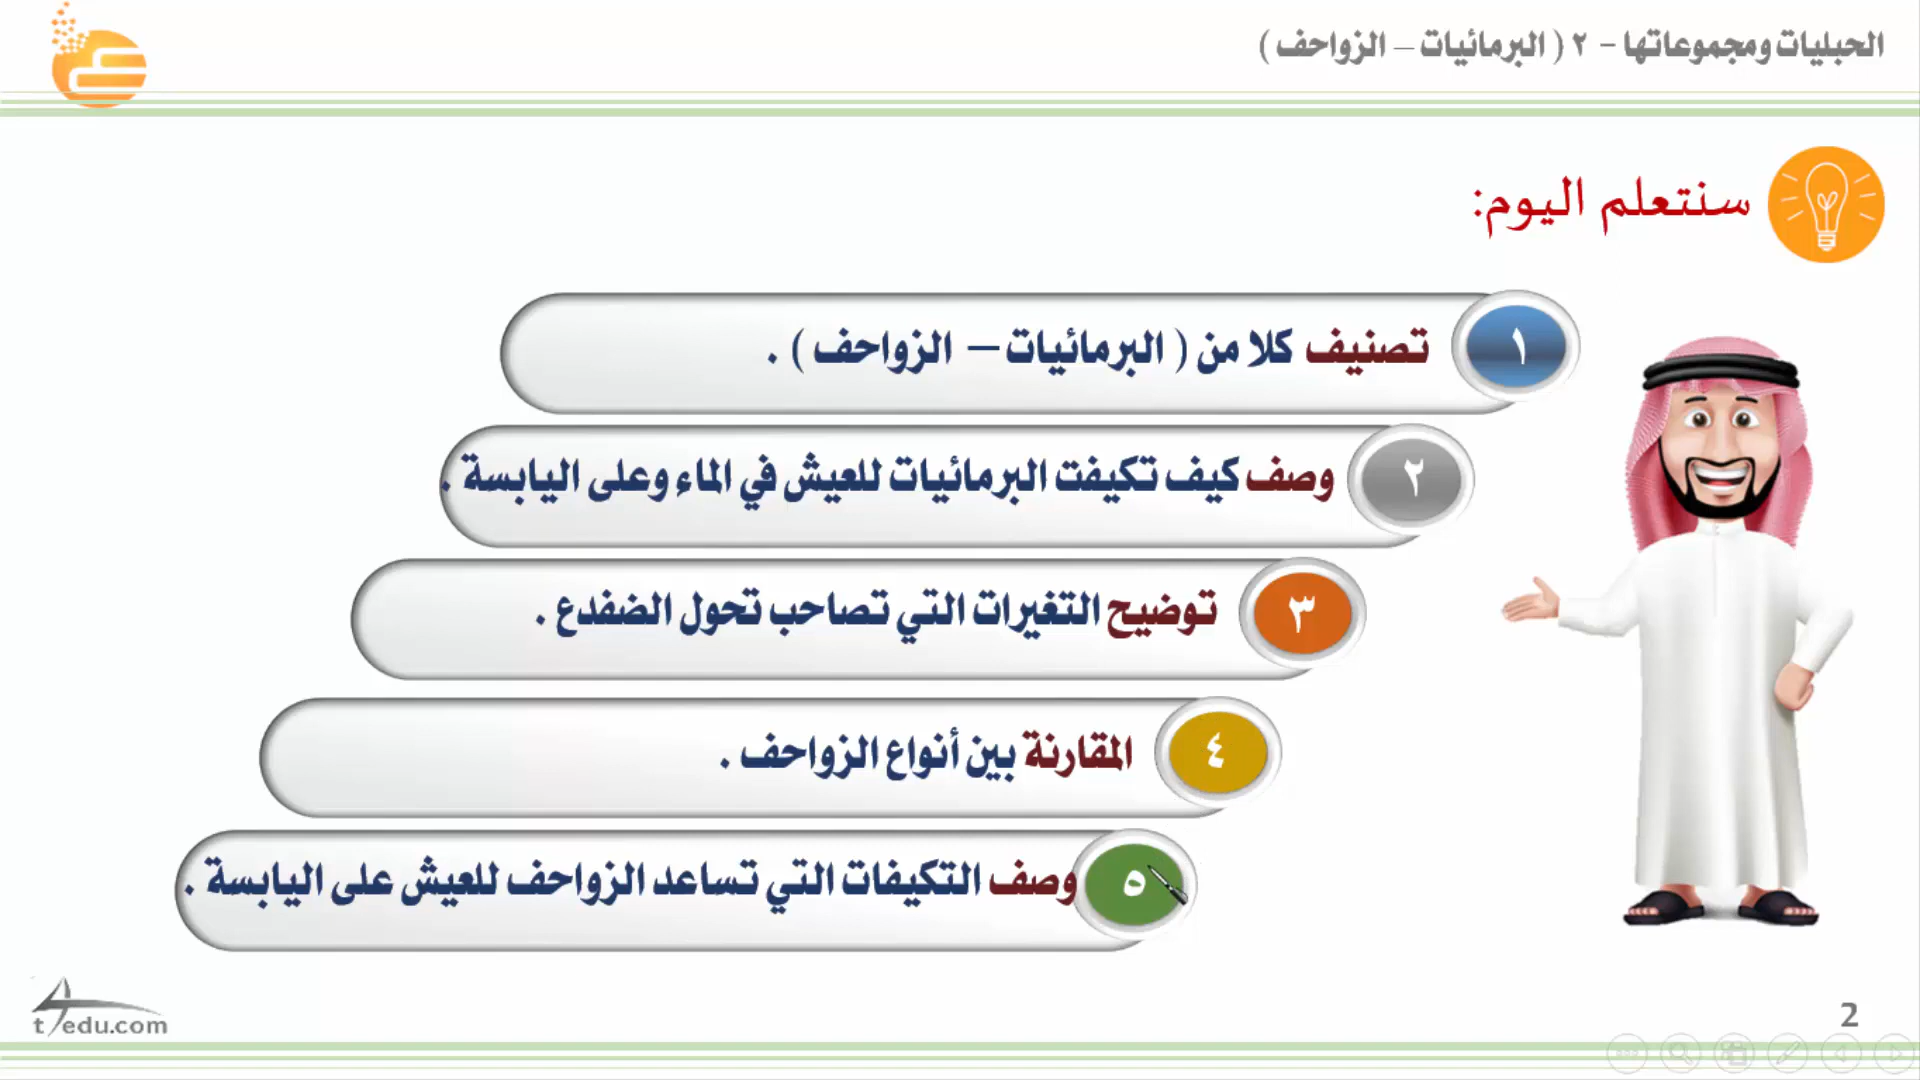 الحبليات ومجموعاتها - ٢ ( البرمائيات – الزواحف )
سنتعلم اليوم:
١ تصنيف كلا من ( البرمائيات – الزواحف ) .
٢ وصف كيف تكيفت البرمائيات للعيش في الماء وعلى اليابسة .
٣ توضيح التغيرات التي تصاحب تحول الضفدع .
٤ المقارنة بين أنواع الزواحف .
٥ وصف التكيفات التي تساعد الزواحف للعيش على اليابسة .
t4edu.com
2